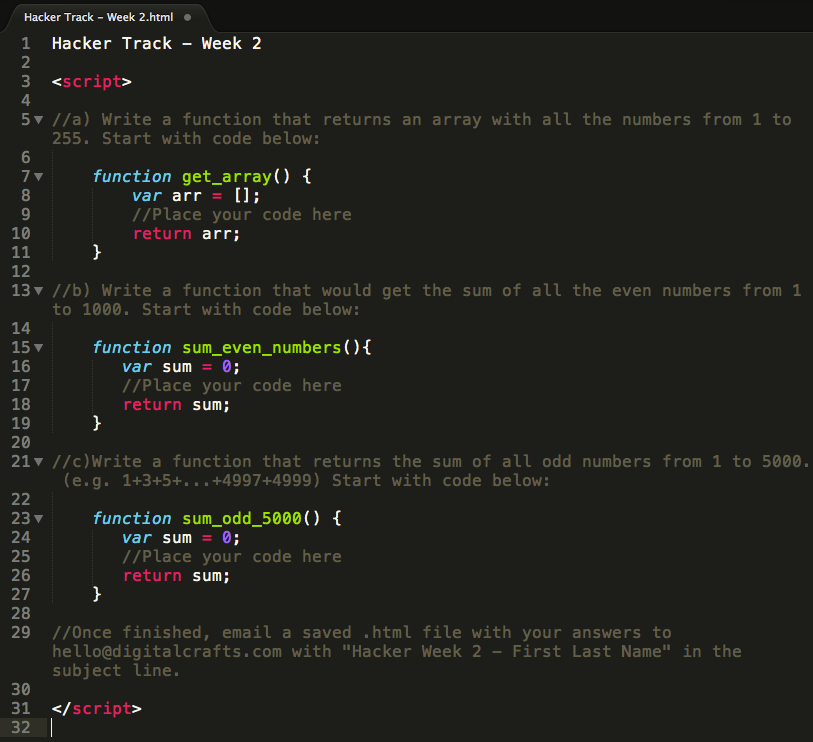 Hacker Track – Week 2.html
1 Hacker Track - Week 2
2
3 <script>
4
5 //a) Write a function that returns an array with all the numbers from 1 to
255. Start with code below:
6
7 function get_array() {
8 var arr = [];
9 //Place your code here
10 return arr;
11 }
12
13 //b) Write a function that would get the sum of all the even numbers from 1
to 1000. Start with code below:
14
15 function sum_even_numbers(){
16 var sum = 0;
17 //Place your code here
18 return sum;
19 }
20
21 //c)Write a function that returns the sum of all odd numbers from 1 to 5000.
(e.g. 1+3+5+...+4997+4999) Start with code below:
22
23 function sum_odd_5000() {
24 var sum = 0;
25 //Place your code here
26 return sum;
27 }
28
29 //Once finished, email a saved .html file with your answers to
hello@digitalcrafts.com with "Hacker Week 2 - First Last Name" in the
subject line.
30
31 </script>
32